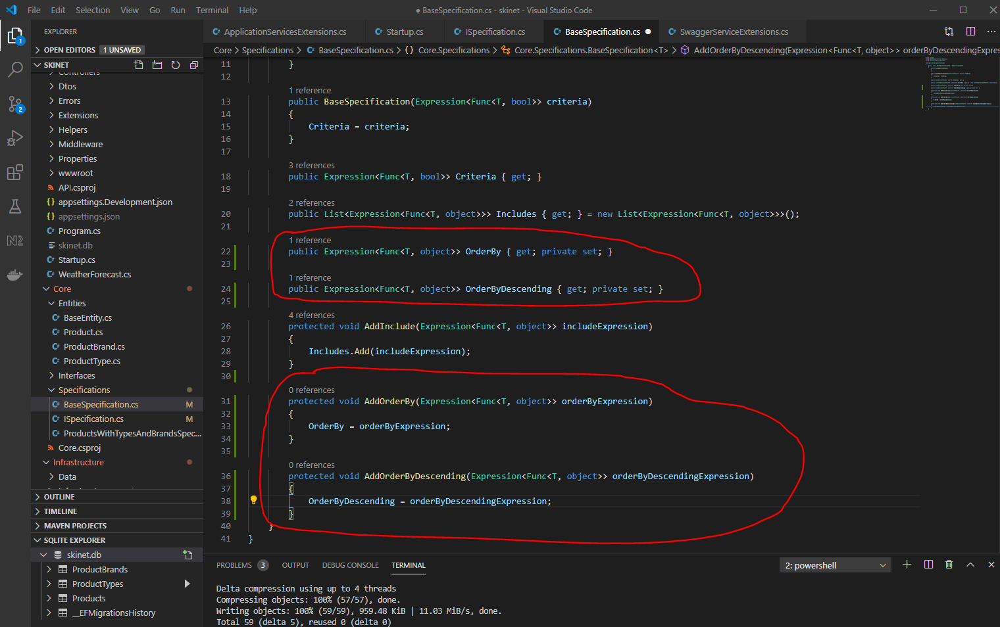 File Edit Selection View Go Run Terminal Help
● BaseSpecification.cs - skinet - Visual Studio Code
EXPLORER
OPEN EDITORS 1 UNSAVED
SKINET
Controllers
Dtos
Errors
Extensions
Helpers
Middleware
Properties
wwwroot
API.csproj
{} appsettings.Development.json
{} appsettings.json
C# Program.cs
skinet.db
C# Startup.cs
C# WeatherForecast.cs
Core
Entities
C# BaseEntity.cs
C# Product.cs
C# ProductBrand.cs
C# ProductType.cs
Interfaces
Specifications
C# BaseSpecification.cs M
C# ISpecification.cs M
C# ProductsWithTypesAndBrandsSpec...
Core.csproj
Infrastructure
Data
OUTLINE
TIMELINE
MAVEN PROJECTS
SQLITE EXPLORER
skinet.db
ProductBrands
ProductTypes
Products
__EFMigrationsHistory
1
2
N2
C# ApplicationServicesExtensions.cs C# Startup.cs C# ISpecification.cs C# BaseSpecification.cs ● C# SwaggerServiceExtensions.cs
Core > Specifications > C# BaseSpecification.cs > {} Core.Specifications > Core.Specifications.BaseSpecification<T> > AddOrderByDescending(Expression<Func<T, object>> orderByDescendingExpres
11 }
12
1 reference
13 public BaseSpecification(Expression<Func<T, bool>> criteria)
14 {
15 Criteria = criteria;
16 }
17
3 references
18 public Expression<Func<T, bool>> Criteria { get; }
19
2 references
20 public List<Expression<Func<T, object>>> Includes { get; } = new List<Expression<Func<T, object>>>();
21
1 reference
22 public Expression<Func<T, object>> OrderBy { get; private set; }
23
1 reference
24 public Expression<Func<T, object>> OrderByDescending { get; private set; }
25
4 references
26 protected void AddInclude(Expression<Func<T, object>> includeExpression)
27 {
28 Includes.Add(includeExpression);
29 }
30
0 references
31 protected void AddOrderBy(Expression<Func<T, object>> orderByExpression)
32 {
33 OrderBy = orderByExpression;
34 }
35
0 references
36 protected void AddOrderByDescending(Expression<Func<T, object>> orderByDescendingExpression)
37 {
38 OrderByDescending = orderByDescendingExpression;
39 }
40 }
41 }
PROBLEMS 3 OUTPUT DEBUG CONSOLE TERMINAL 2: powershell
Delta compression using up to 4 threads
Compressing objects: 100% (57/57), done.
Writing objects: 100% (59/59), 959.48 KiB | 11.03 MiB/s, done.
Total 59 (delta 5), reused 0 (delta 0)